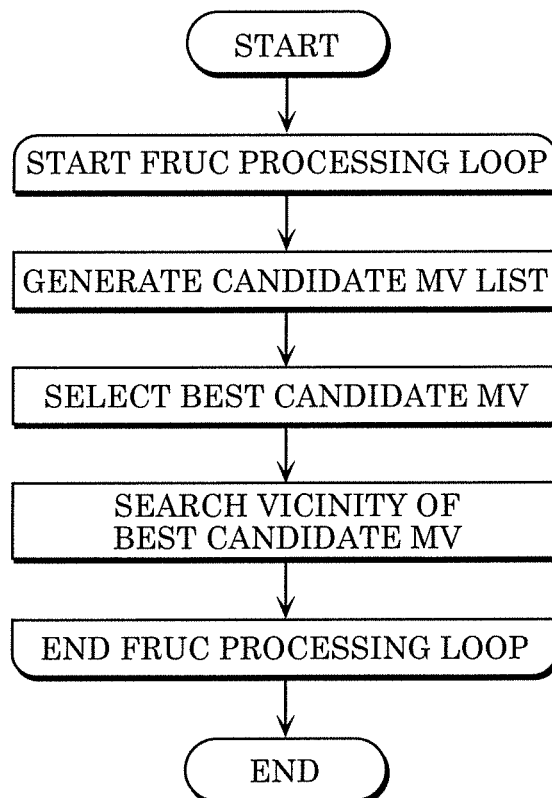 START
START FRUC PROCESSING LOOP
GENERATE CANDIDATE MV LIST
SELECT BEST CANDIDATE MV
SEARCH VICINITY OF
BEST CANDIDATE MV
END FRUC PROCESSING LOOP
END